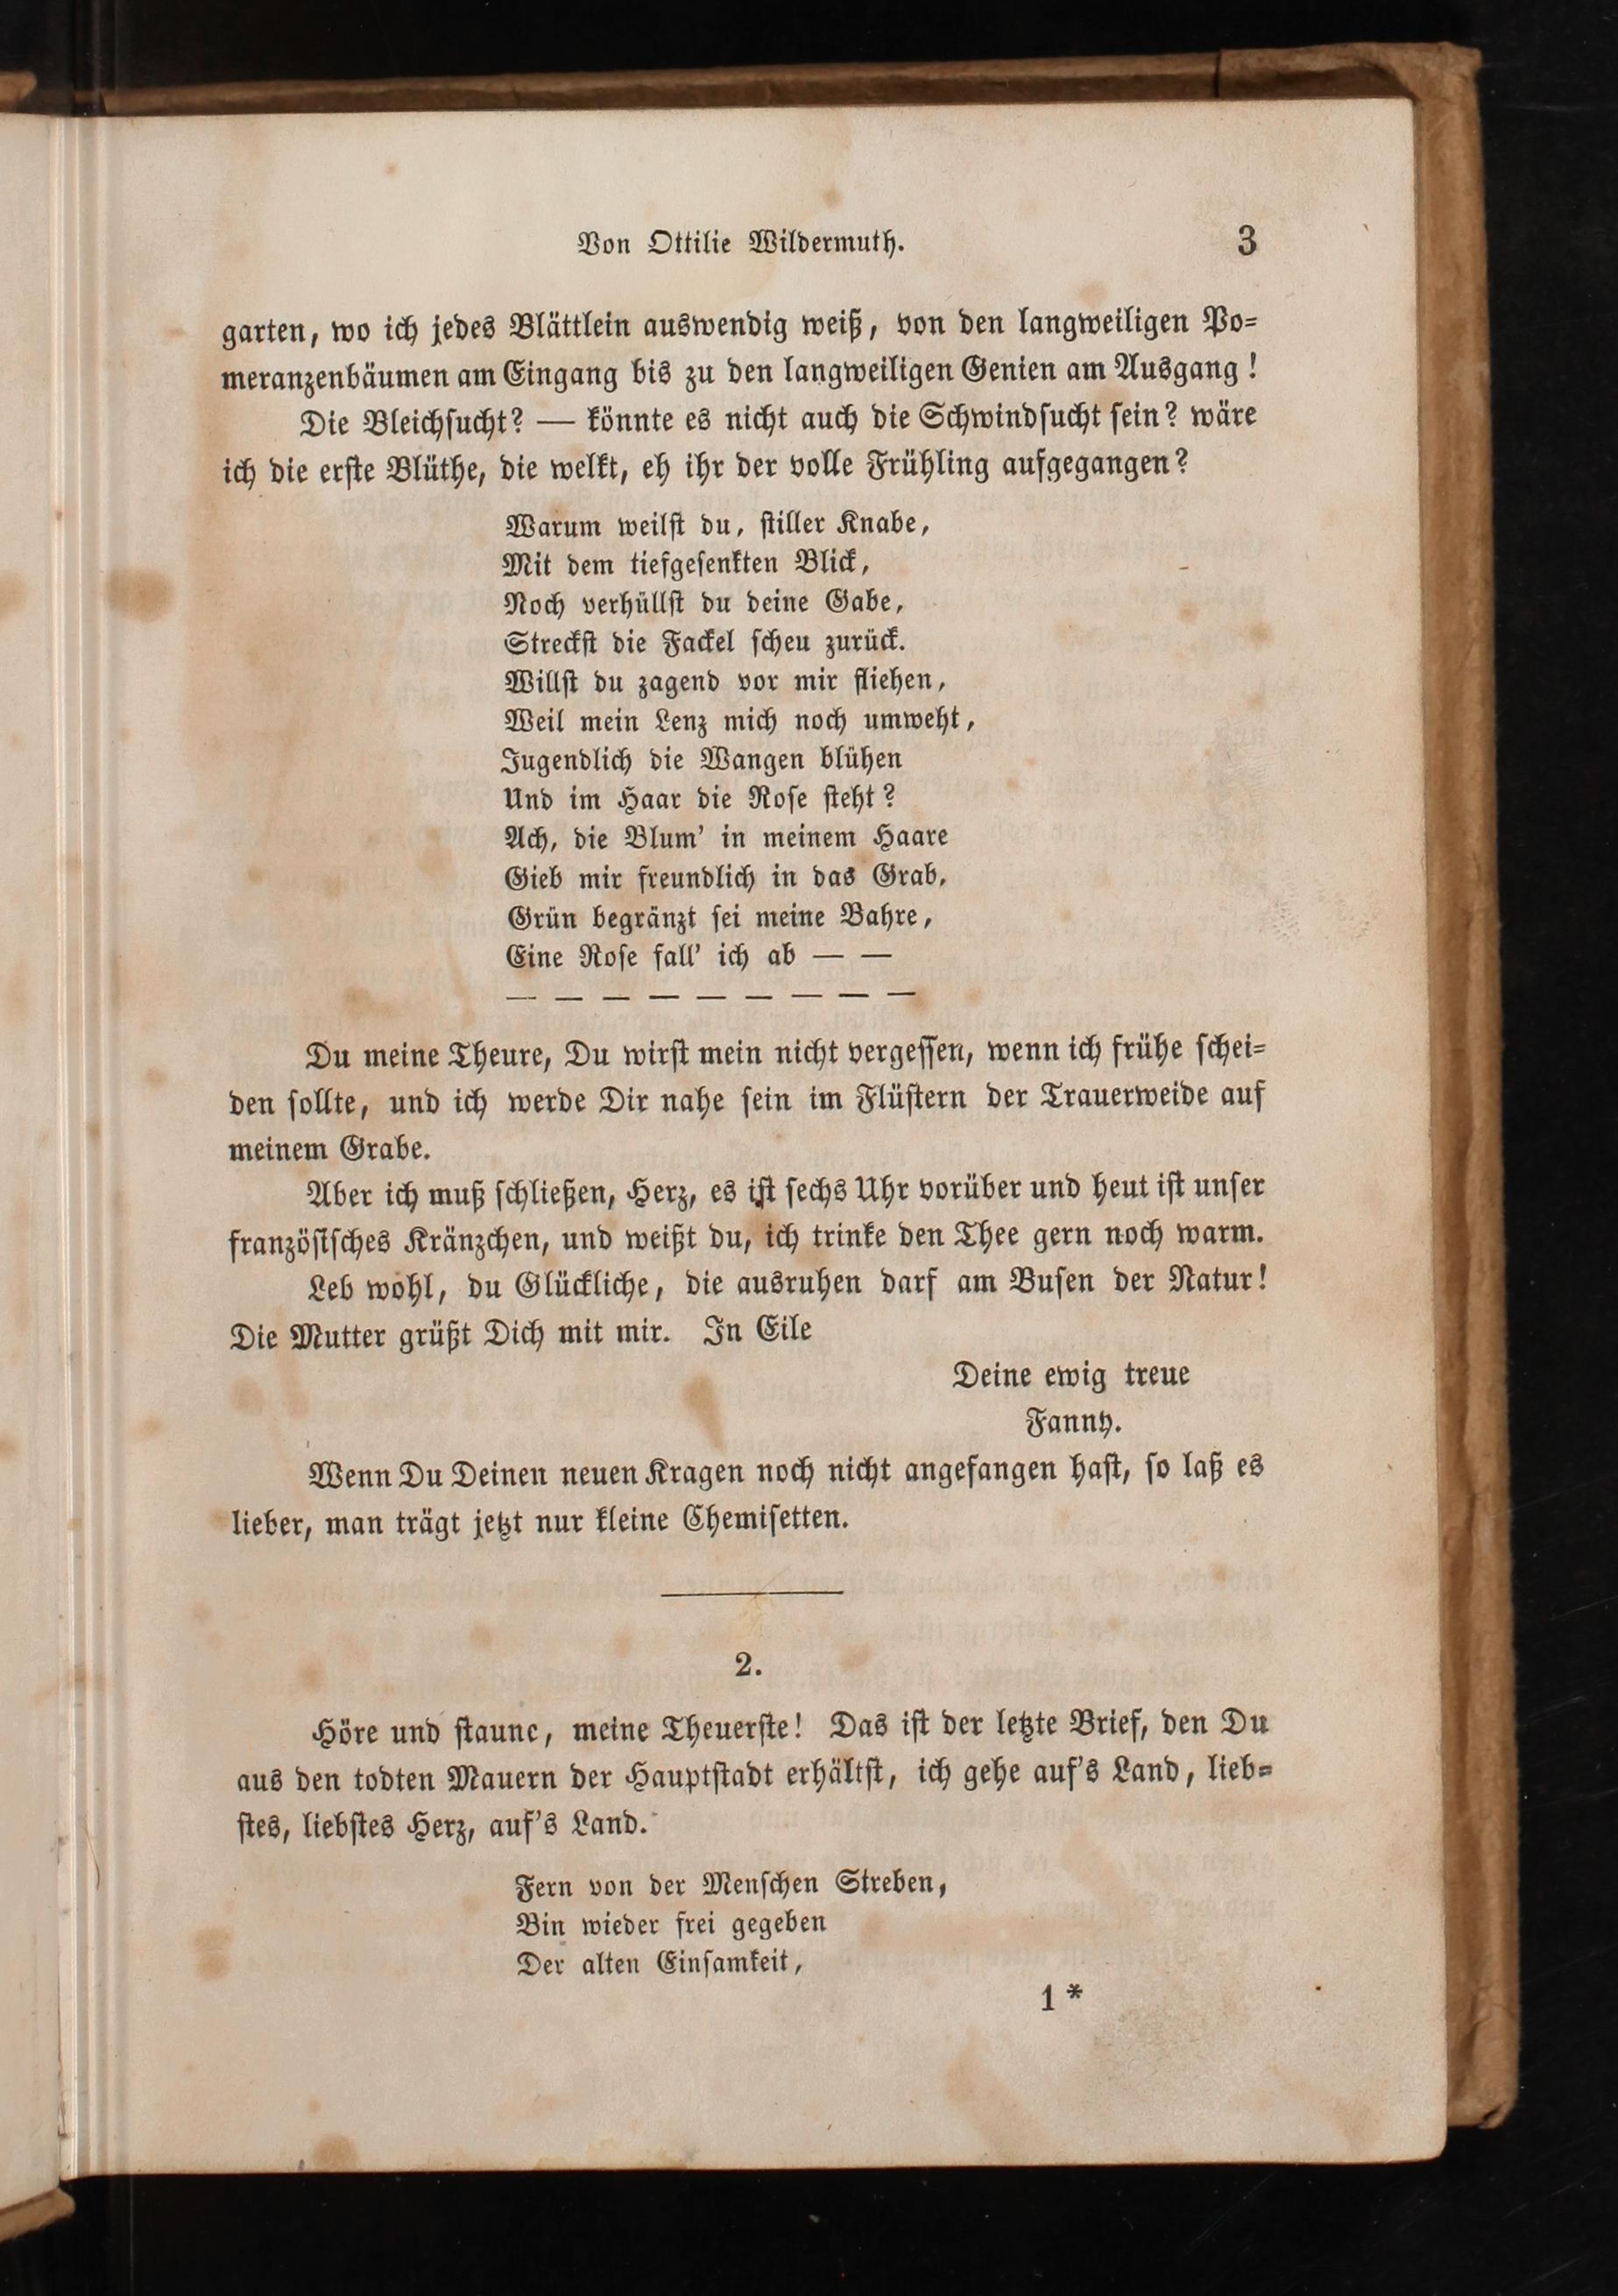 Von Ottilie Wildermuth. 3
garten, wo ich jedes Blättlein auswendig weiß, von den langweiligen Po-
meranzenbäumen am Eingang bis zu den langweiligen Genien am Ausgang!
Die Bleichsucht? — könnte es nicht auch die Schwindsucht sein? wäre
ich die erste Blüthe, die welkt, eh ihr der volle Frühling aufgegangen?
Warum weilst du, stiller Knabe,
Mit dem tiefgesenkten Blick,
Noch verhüllst du deine Gabe,
Streckst die Fackel scheu zurück.
Willst du zagend vor mir fliehen,
Weil mein Lenz mich noch umweht,
Jugendlich die Wangen blühen
Und im Haar die Rose steht?
Ach, die Blum' in meinem Haare
Gieb mir freundlich in das Grab,
Grün begränzt sei meine Bahre,
Eine Rose fall' ich ab — —
— — — — — — — — —
Du meine Theure, Du wirst mein nicht vergessen, wenn ich frühe schei-
den sollte, und ich werde Dir nahe sein im Flüstern der Trauerweide auf
meinem Grabe.
Aber ich muß schließen, Herz, es ist sechs Uhr vorüber und heut ist unser
französisches Kränzchen, und weißt du, ich trinke den Thee gern noch warm.
Leb wohl, du Glückliche, die ausruhen darf am Busen der Natur!
Die Mutter grüßt Dich mit mir. In Eile
Deine ewig treue
Fanny.
Wenn Du Deinen neuen Kragen noch nicht angefangen hast, so laß es
lieber, man trägt jetzt nur kleine Chemisetten.
2.
Höre und staune, meine Theuerste! Das ist der letzte Brief, den Du
aus den todten Mauern der Hauptstadt erhältst, ich gehe auf's Land, lieb-
stes, liebstes Herz, auf's Land.
Fern von der Menschen Streben,
Bin wieder frei gegeben
Der alten Einsamkeit,
1*